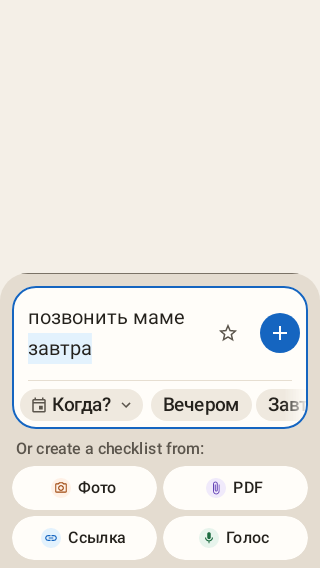 позвонить маме
завтра
Когда? Вечером
Or create a checklist from:
Фото PDF
Ссылка Голос